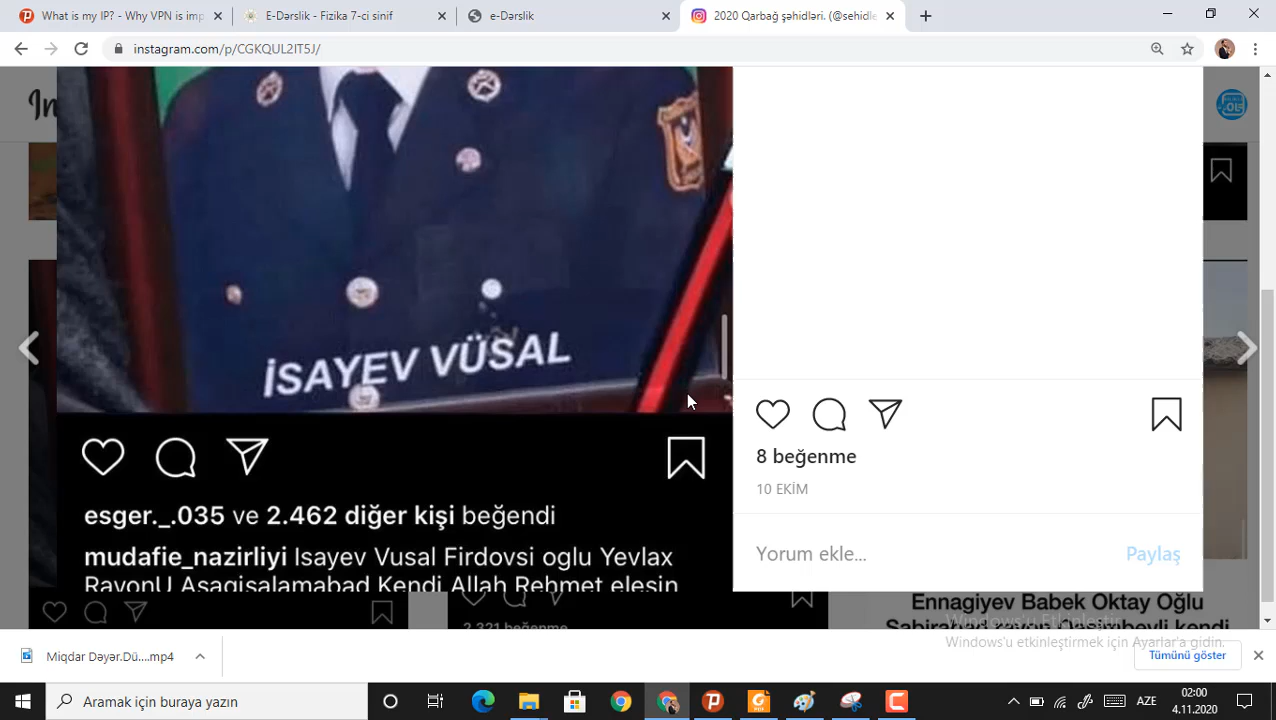 What is my IP? - Why VPN is imp
E-Dərslik - Fizika 7-ci sinif
e-Dərslik
2020 Qarbağ şəhidləri. (@sehidle
instagram.com/p/CGKQUL2IT5J/
In
İSAYEV VÜSAL
8 beğenme
10 EKİM
esger._.035 ve 2.462 diğer kişi beğendi
mudafie_nazirliyi Isayev Vusal Firdovsi oglu Yevlax
RayonU Asagisalamabad Kendi Allah Rehmet elesin
Yorum ekle...
Paylaş
2.321 beğenme
Ennagiyev Babek Oktay Oğlu
Windows'u Etkinleştir
Windows'u etkinleştirmek için Ayarlar'a gidin.
Miqdar Dəyər.Dü....mp4
Tümünü göster
Aramak için buraya yazın
AZE
02:00
4.11.2020